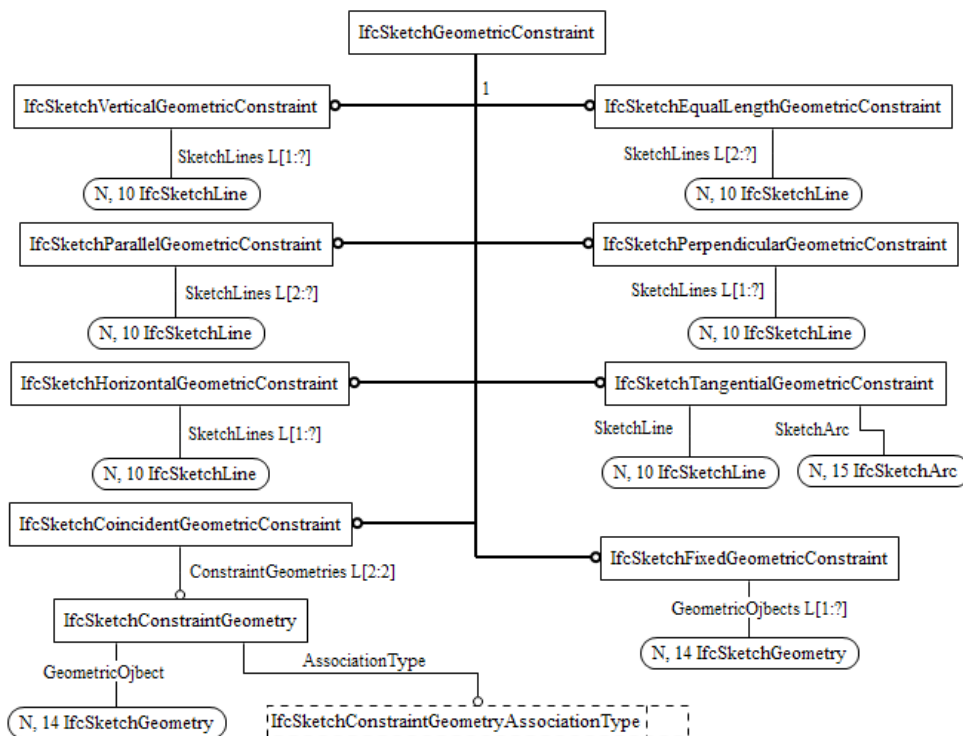 IfcSketchGeometricConstraint
1
IfcSketchVerticalGeometricConstraint
IfcSketchEqualLengthGeometricConstraint
SketchLines L[1:?]
SketchLines L[2:?]
N, 10 IfcSketchLine
N, 10 IfcSketchLine
IfcSketchParallelGeometricConstraint
IfcSketchPerpendicularGeometricConstraint
SketchLines L[2:?]
SketchLines L[1:?]
N, 10 IfcSketchLine
N, 10 IfcSketchLine
IfcSketchHorizontalGeometricConstraint
IfcSketchTangentialGeometricConstraint
SketchLines L[1:?]
SketchLine
SketchArc
N, 10 IfcSketchLine
N, 10 IfcSketchLine
N, 15 IfcSketchArc
IfcSketchCoincidentGeometricConstraint
IfcSketchFixedGeometricConstraint
ConstraintGeometries L[2:2]
GeometricOjbects L[1:?]
IfcSketchConstraintGeometry
N, 14 IfcSketchGeometry
GeometricOjbect
AssociationType
N, 14 IfcSketchGeometry
IfcSketchConstraintGeometryAssociationType